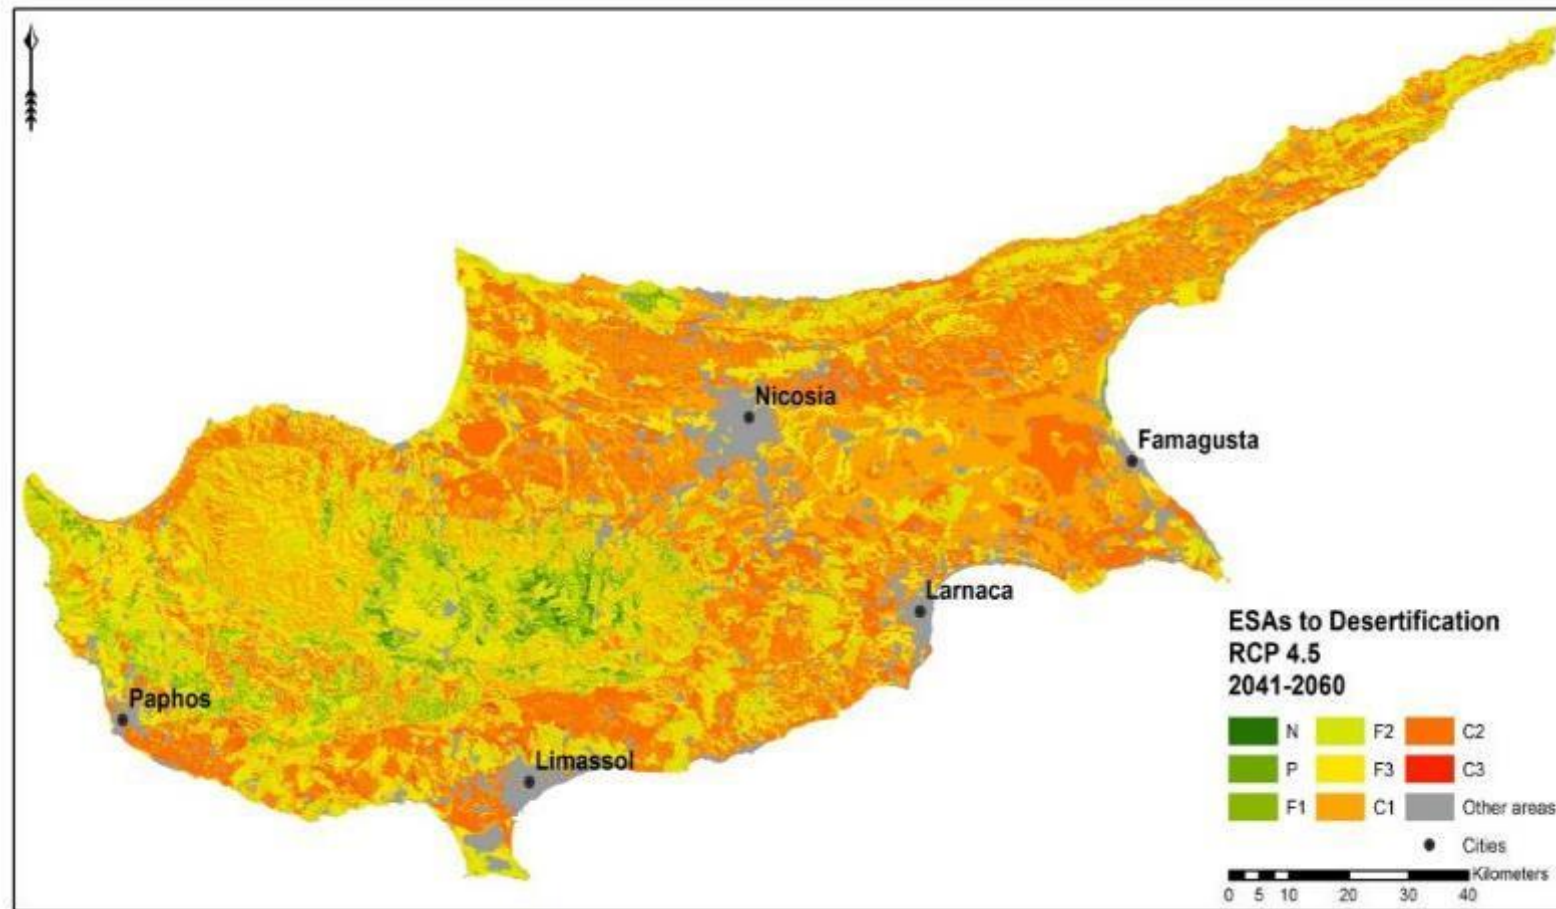 Nicosia
Famagusta
Larnaca
Paphos
Limassol
ESAs to Desertification
RCP 4.5
2041-2060
N F2 C2
P F3 C3
F1 C1 Other areas
Cities
Kilometers
0 5 10 20 30 40